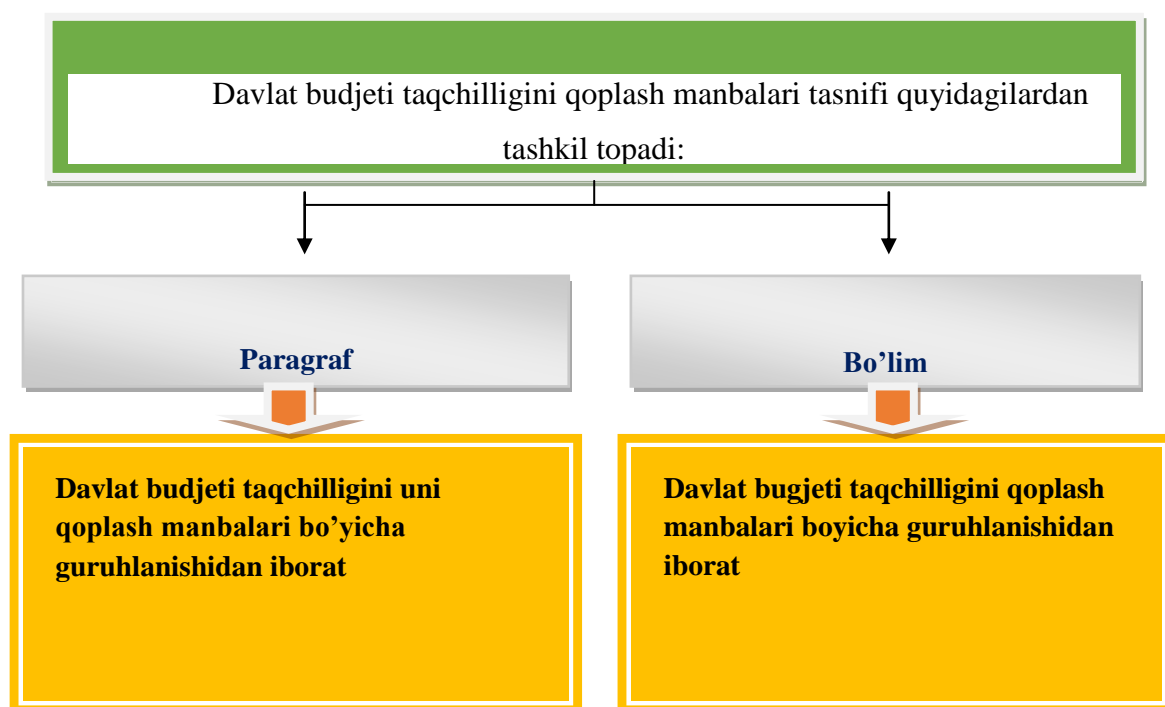 Davlat budjeti taqchilligini qoplash manbalari tasnifi quyidagilardan
tashkil topadi:
Paragraf
Davlat budjeti taqchilligini uni
qoplash manbalari bo’yicha
guruhlanishidan iborat
Bo’lim
Davlat bugjeti taqchilligini qoplash
manbalari boyicha guruhlanishidan
iborat